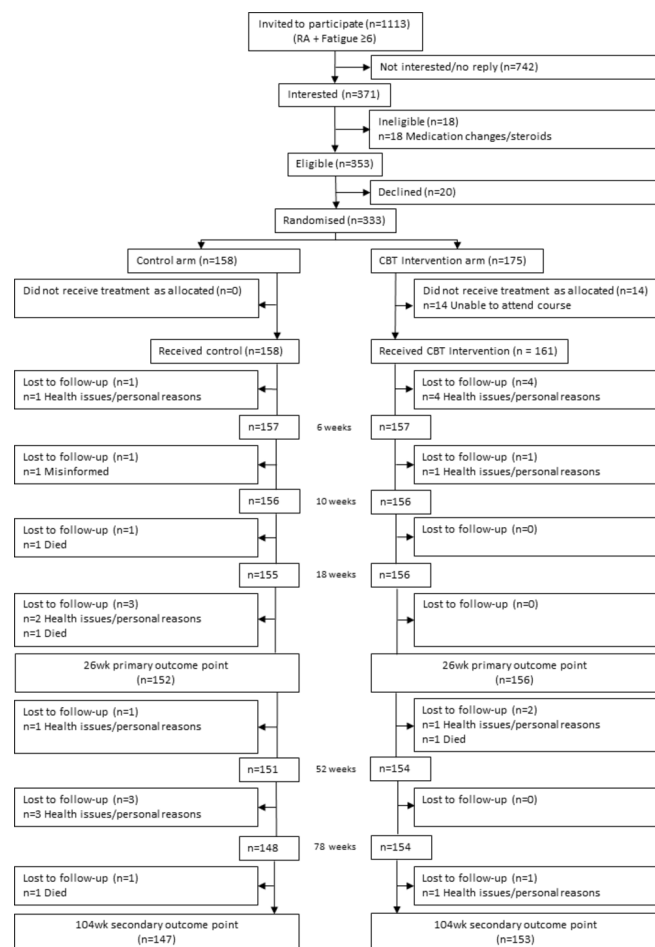 Invited to participate (n=1113)
(RA + Fatigue ≥6)
Not interested/no reply (n=742)
Interested (n=371)
Ineligible (n=18)
n=18 Medication changes/steroids
Eligible (n=353)
Declined (n=20)
Randomised (n=333)
Control arm (n=158)
CBT Intervention arm (n=175)
Did not receive treatment as allocated (n=0)
Did not receive treatment as allocated (n=14)
n=14 Unable to attend course
Received control (n=158)
Received CBT Intervention (n = 161)
Lost to follow-up (n=1)
n=1 Health issues/personal reasons
Lost to follow-up (n=4)
n=4 Health issues/personal reasons
n=157
6 weeks
n=157
Lost to follow-up (n=1)
n=1 Misinformed
Lost to follow-up (n=1)
n=1 Health issues/personal reasons
n=156
10 weeks
n=156
Lost to follow-up (n=1)
n=1 Died
Lost to follow-up (n=0)
n=155
18 weeks
n=156
Lost to follow-up (n=3)
n=2 Health issues/personal reasons
n=1 Died
Lost to follow-up (n=0)
26wk primary outcome point
(n=152)
26wk primary outcome point
(n=156)
Lost to follow-up (n=1)
n=1 Health issues/personal reasons
Lost to follow-up (n=2)
n=1 Health issues/personal reasons
n=1 Died
n=151
52 weeks
n=154
Lost to follow-up (n=3)
n=3 Health issues/personal reasons
Lost to follow-up (n=0)
n=148
78 weeks
n=154
Lost to follow-up (n=1)
n=1 Died
Lost to follow-up (n=1)
n=1 Health issues/personal reasons
104wk secondary outcome point
(n=147)
104wk secondary outcome point
(n=153)